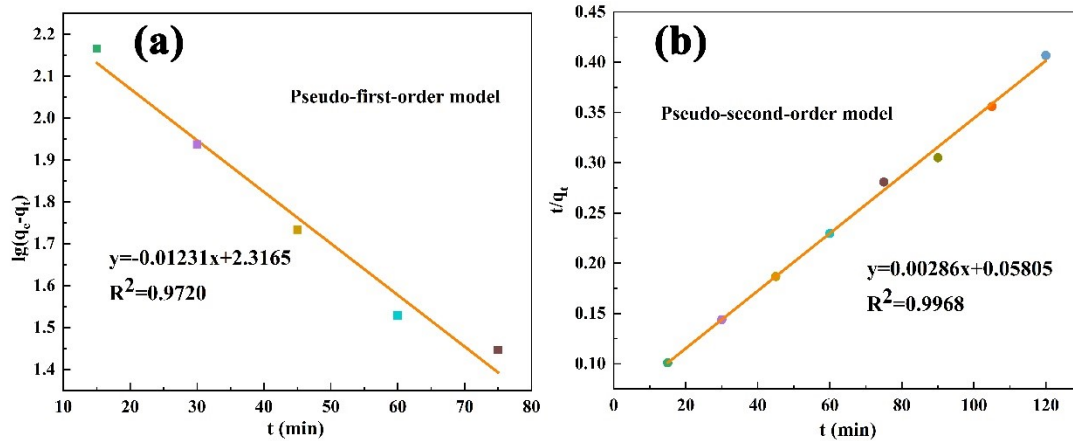 (a)
Pseudo-first-order model
y=-0.01231x+2.3165
R²=0.9720
lg(qₑ-qₜ)
2.2
2.1
2.0
1.9
1.8
1.7
1.6
1.5
1.4
10 20 30 40 50 60 70 80
t (min)
(b)
Pseudo-second-order model
y=0.00286x+0.05805
R²=0.9968
t/qₜ
0.40
0.35
0.30
0.25
0.20
0.15
0.10
0 20 40 60 80 100 120
t (min)